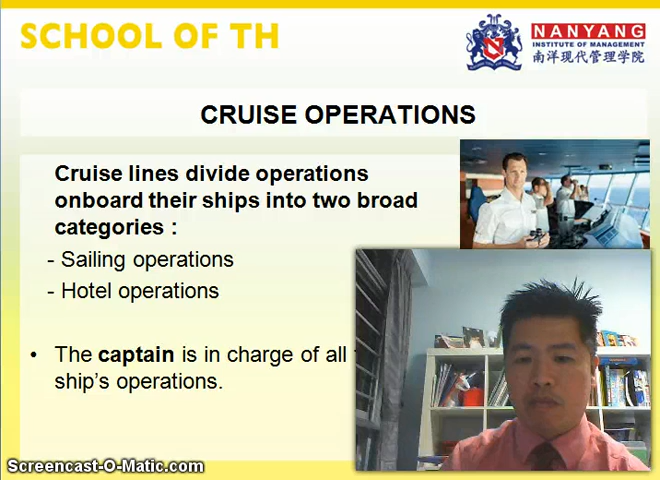 SCHOOL OF TH
NANYANG
INSTITUTE OF MANAGEMENT
南洋现代管理学院
CRUISE OPERATIONS
Cruise lines divide operations
onboard their ships into two broad
categories :
- Sailing operations
- Hotel operations
• The captain is in charge of all
ship's operations.
Screencast-O-Matic.com